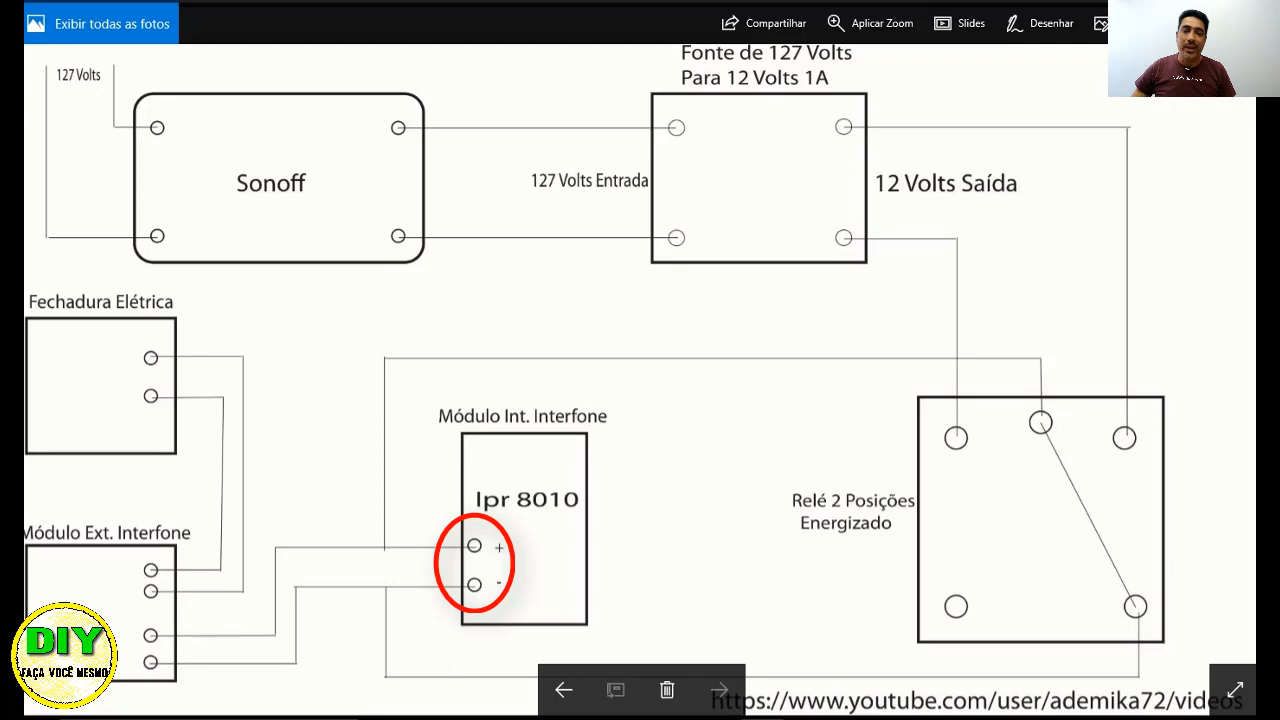 Exibir todas as fotos
Compartilhar
Aplicar Zoom
Slides
Desenhar
Fonte de 127 Volts
Para 12 Volts 1A
127 Volts
Sonoff
127 Volts Entrada
12 Volts Saída
Fechadura Elétrica
Módulo Int. Interfone
Ipr 8010
+
-
Relé 2 Posições
Energizado
Módulo Ext. Interfone
DIY
FAÇA VOCÊ MESMO
https://www.youtube.com/user/ademika72/videos